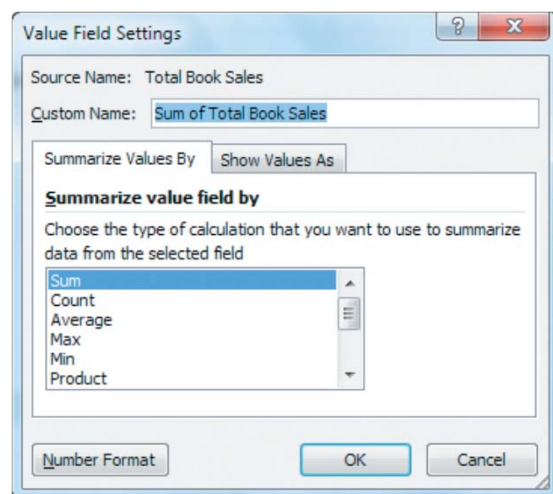 Value Field Settings
Source Name: Total Book Sales
Custom Name: Sum of Total Book Sales
Summarize Values By Show Values As
Summarize value field by
Choose the type of calculation that you want to use to summarize
data from the selected field
Sum
Count
Average
Max
Min
Product
Number Format OK Cancel